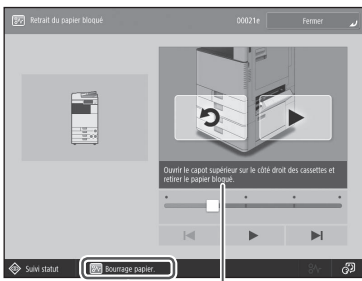 Retrait du papier bloqué
00021e
Fermer
Ouvrir le capot supérieur sur le côté droit des cassettes et
retirer le papier bloqué.
Suivi statut
Bourrage papier.